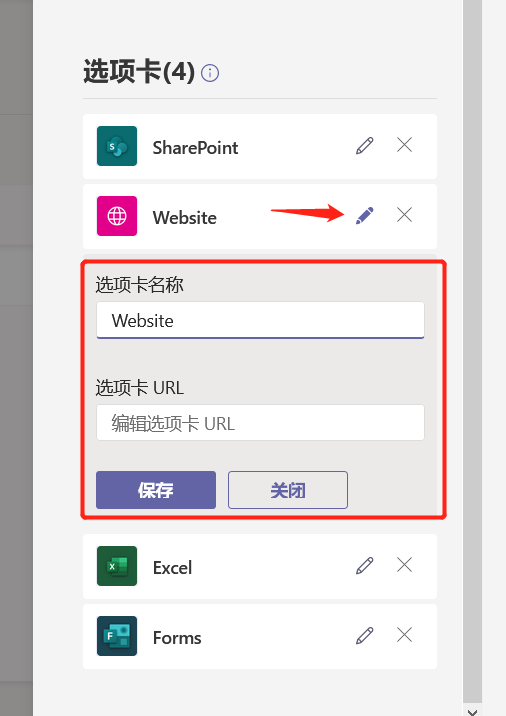 选项卡(4)
SharePoint
Website
选项卡名称
Website
选项卡 URL
编辑选项卡 URL
保存
关闭
Excel
Forms